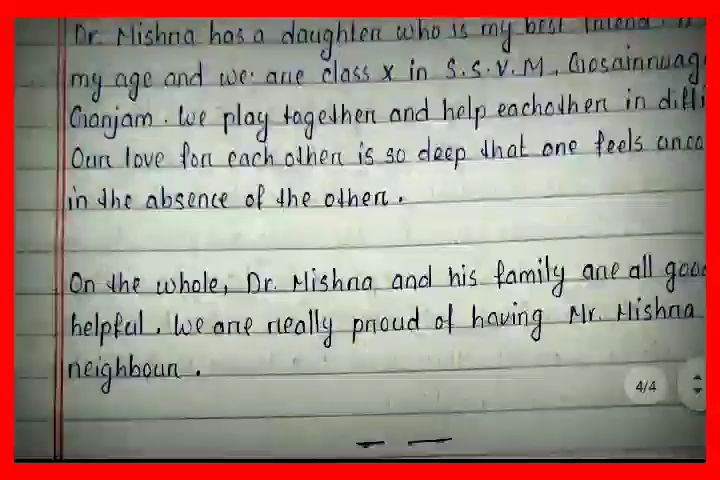 Dr. Mishra has a daughter who is my best friend.
my age and we are class x in S.S.V.M, Gosainnuag
Ganjam. We play together and help eachother in diffi
Our love for each other is so deep that one feels unco
in the absence of the other.
On the whole, Dr. Mishra and his family are all good
helpful. We are really proud of having Mr. Mishra
neighbour.
4/4